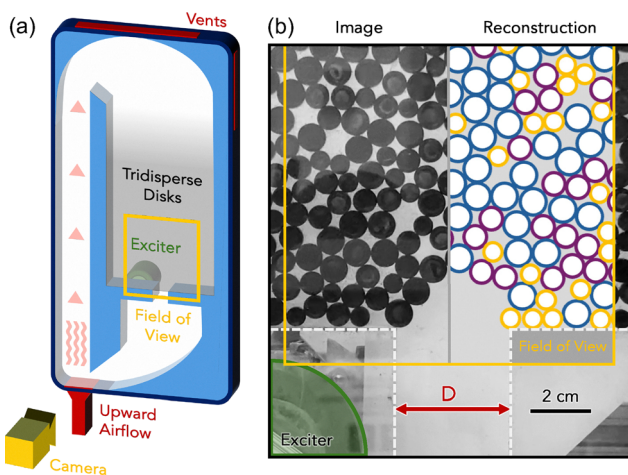 (a)
Vents
Tridisperse
Disks
Exciter
Field of
View
Upward
Airflow
Camera
(b)
Image
Reconstruction
Field of View
D
2 cm
Exciter